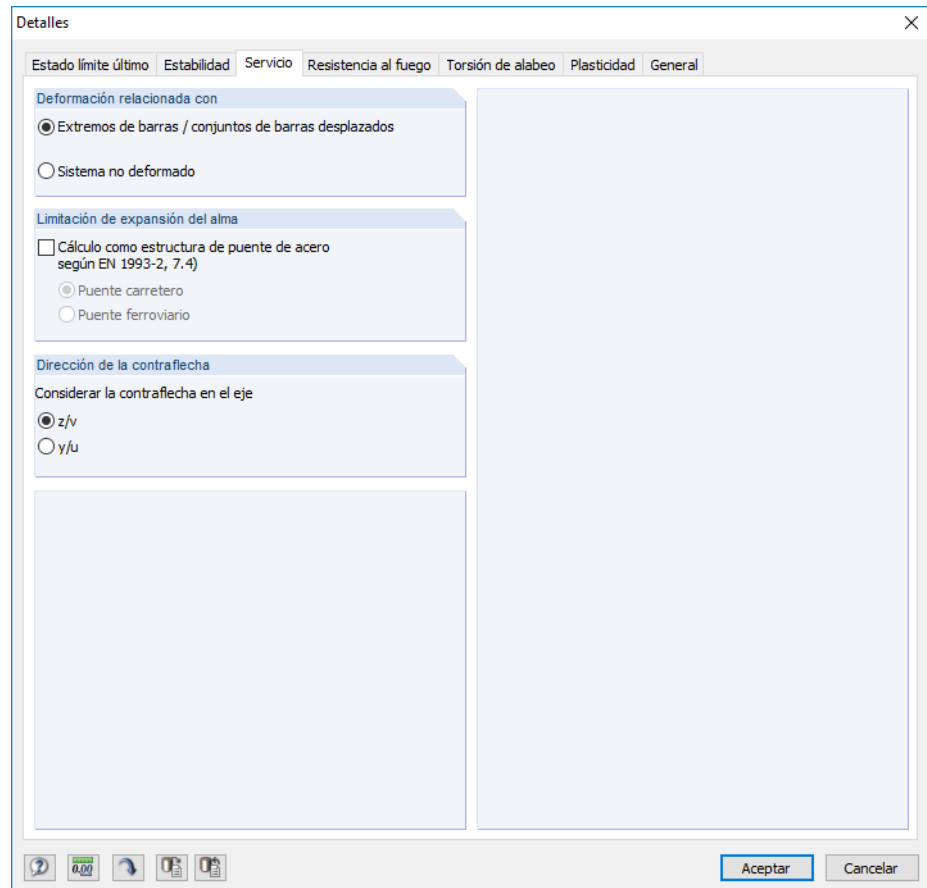 Detalles
Estado límite último Estabilidad Servicio Resistencia al fuego Torsión de alabeo Plasticidad General
Deformación relacionada con
Extremos de barras / conjuntos de barras desplazados
Sistema no deformado
Limitación de expansión del alma
Cálculo como estructura de puente de acero
según EN 1993-2, 7.4)
Puente carretero
Puente ferroviario
Dirección de la contraflecha
Considerar la contraflecha en el eje
z/v
y/u
0.00
Aceptar Cancelar